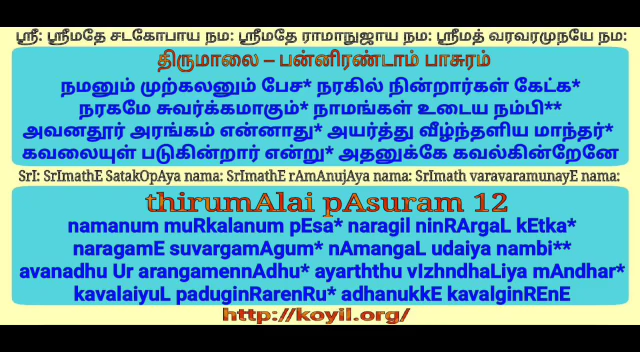 ஸ்ரீ: ஸ்ரீமதே சடகோபாய நம: ஸ்ரீமதே ராமாநுஜாய நம: ஸ்ரீமத் வரவரமுநயே நம:
திருமாலை – பன்னிரண்டாம் பாசுரம்
நமனும் முற்கலனும் பேச* நரகில் நின்றார்கள் கேட்க*
நரகமே சுவர்க்கமாகும்* நாமங்கள் உடைய நம்பி**
அவனதூர் அரங்கம் என்னாது* அயர்த்து வீழ்ந்தளிய மாந்தர்*
கவலையுள் படுகின்றார் என்று* அதனுக்கே கவல்கின்றேனே
SrI: SrImathE SatakOpAya nama: SrImathE rAmAnujAya nama: SrImath varavaramunayE nama:
thirumAlai pAsuram 12
namanum muRkalanum pEsa* naragil ninRArgaL kEtka*
naragamE suvargamAgum* nAmangaL udaiya nambi**
avanadhu Ur arangamennAdhu* ayarththu vIzhndhaLiya mAndhar*
kavalaiyuL paduginRarenRu* adhanukkE kavalginREnE
http://koyil.org/